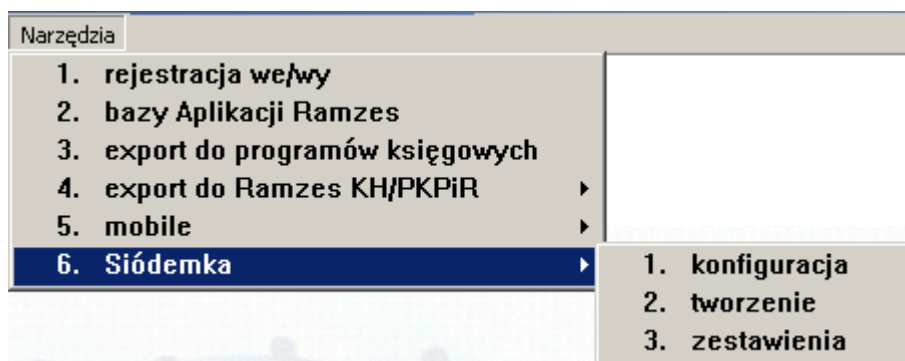 Narzędzia
1. rejestracja we/wy
2. bazy Aplikacji Ramzes
3. export do programów księgowych
4. export do Ramzes KH/PKPiR
5. mobile
6. Siódemka
1. konfiguracja
2. tworzenie
3. zestawienia